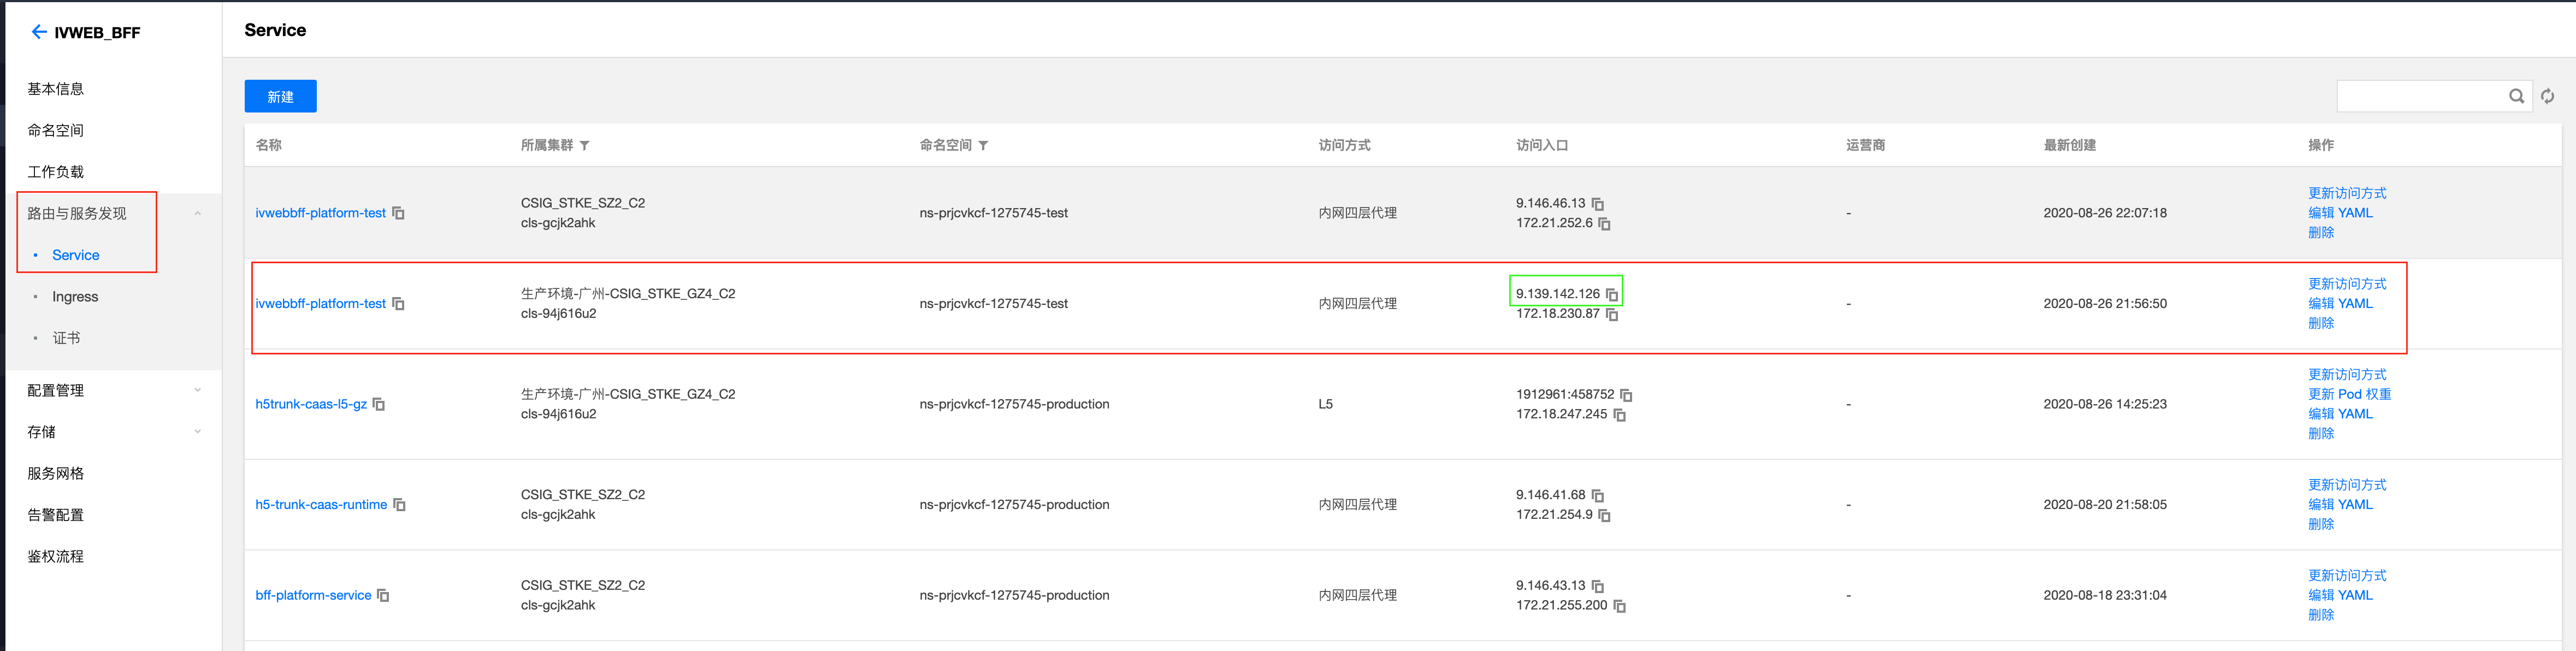 IVWEB_BFF
基本信息
命名空间
工作负载
路由与服务发现
Service
Ingress
证书
配置管理
存储
服务网格
告警配置
鉴权流程
Service
新建
名称 所属集群 命名空间 访问方式 访问入口 运营商 最新创建 操作
ivwebbff-platform-test
CSIG_STKE_SZ2_C2
cls-gcjk2ahk
ns-prjcvkcf-1275745-test
内网四层代理
9.146.46.13
172.21.252.6
-
2020-08-26 22:07:18
更新访问方式
编辑 YAML
删除
ivwebbff-platform-test
生产环境-广州-CSIG_STKE_GZ4_C2
cls-94j616u2
ns-prjcvkcf-1275745-test
内网四层代理
9.139.142.126
172.18.230.87
-
2020-08-26 21:56:50
更新访问方式
编辑 YAML
删除
h5trunk-caas-l5-gz
生产环境-广州-CSIG_STKE_GZ4_C2
cls-94j616u2
ns-prjcvkcf-1275745-production
L5
1912961:458752
172.18.247.245
-
2020-08-26 14:25:23
更新访问方式
更新 Pod 权重
编辑 YAML
删除
h5-trunk-caas-runtime
CSIG_STKE_SZ2_C2
cls-gcjk2ahk
ns-prjcvkcf-1275745-production
内网四层代理
9.146.41.68
172.21.254.9
-
2020-08-20 21:58:05
更新访问方式
编辑 YAML
删除
bff-platform-service
CSIG_STKE_SZ2_C2
cls-gcjk2ahk
ns-prjcvkcf-1275745-production
内网四层代理
9.146.43.13
172.21.255.200
-
2020-08-18 23:31:04
更新访问方式
编辑 YAML
删除